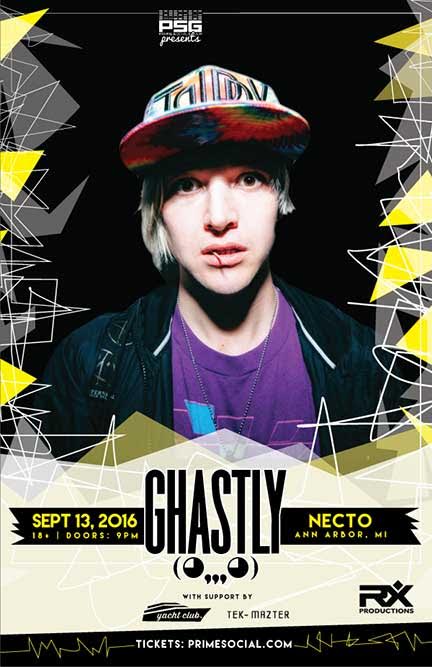 PSG
presents
GHASTLY
SEPT 13, 2016
18+ | DOORS: 9PM
NECTO
ANN ARBOR, MI
WITH SUPPORT BY
yacht club.
TEK-MAZTER
RX
PRODUCTIONS
TICKETS: PRIMESOCIAL.COM